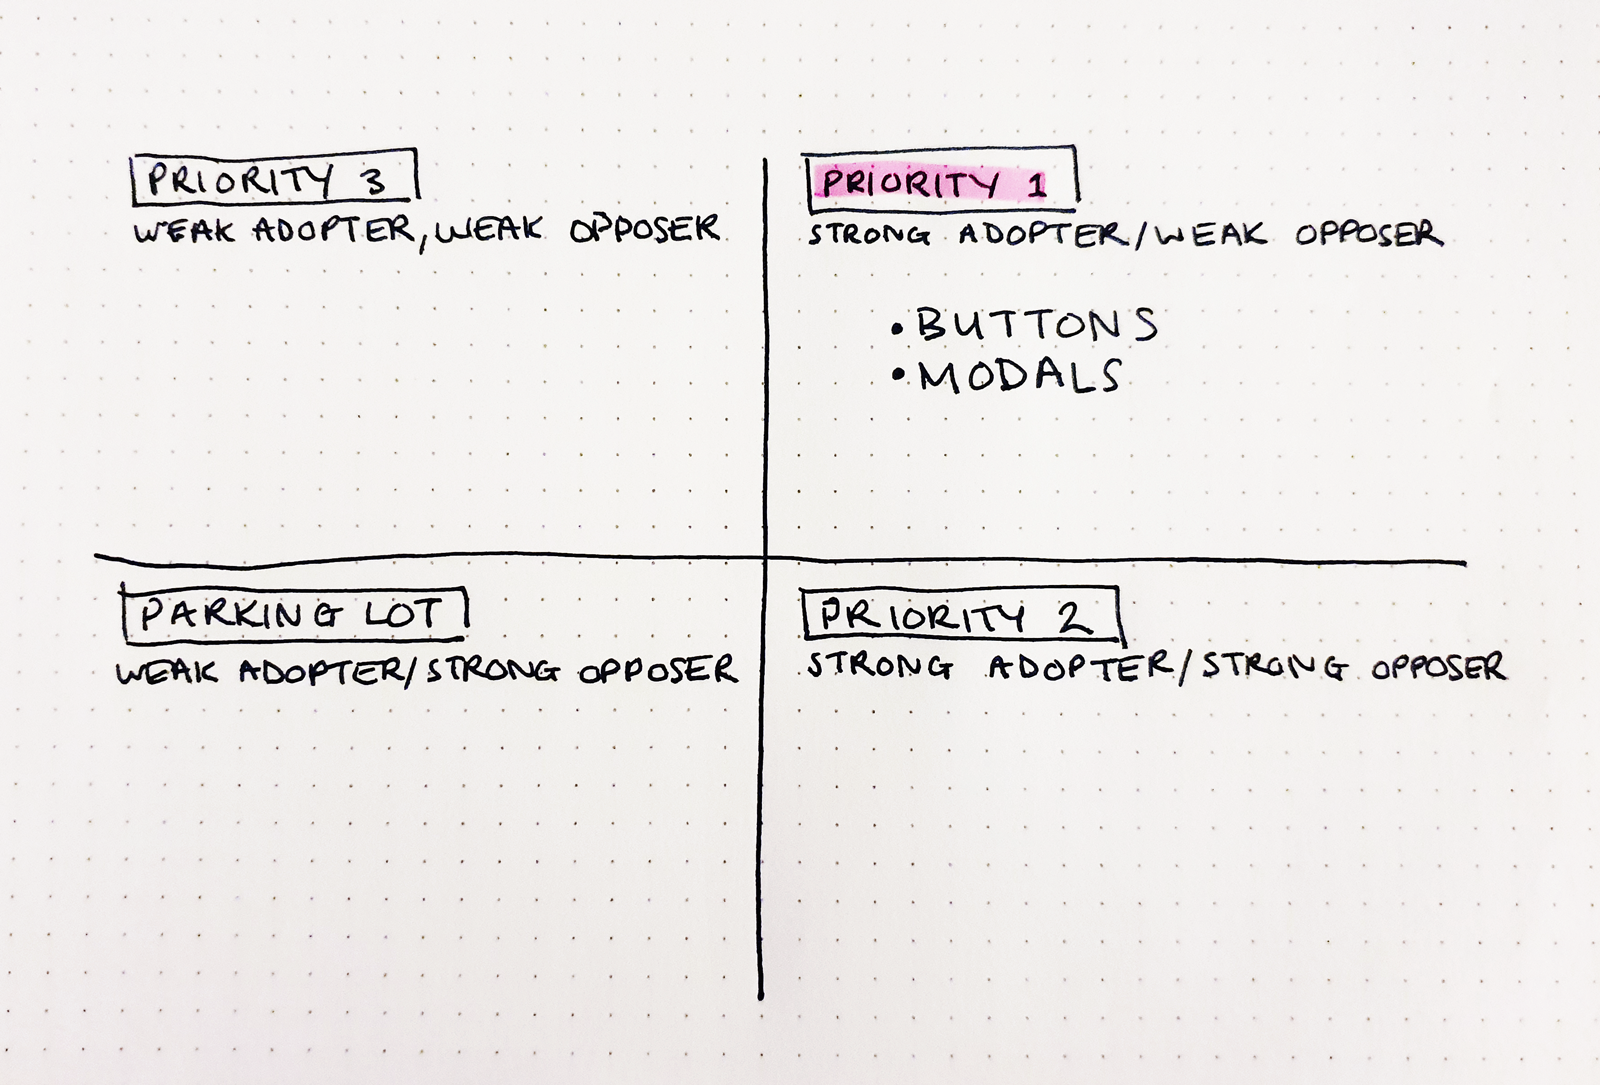 PRIORITY 3
WEAK ADOPTER, WEAK OPPOSER
PRIORITY 1
STRONG ADOPTER/WEAK OPPOSER
• BUTTONS
• MODALS
PARKING LOT
WEAK ADOPTER/STRONG OPPOSER
PRIORITY 2
STRONG ADOPTER/STRONG OPPOSER